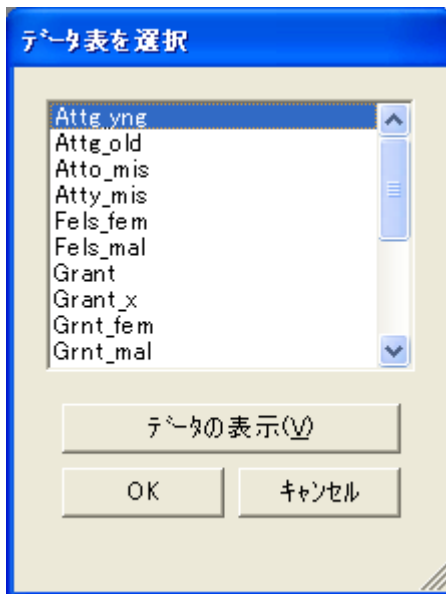 ﾃﾞｰﾀ表を選択
Attg_yng
Attg_old
Atto_mis
Atty_mis
Fels_fem
Fels_mal
Grant
Grant_x
Grnt_fem
Grnt_mal
ﾃﾞｰﾀの表示(V)
OK
ｷｬﾝｾﾙ